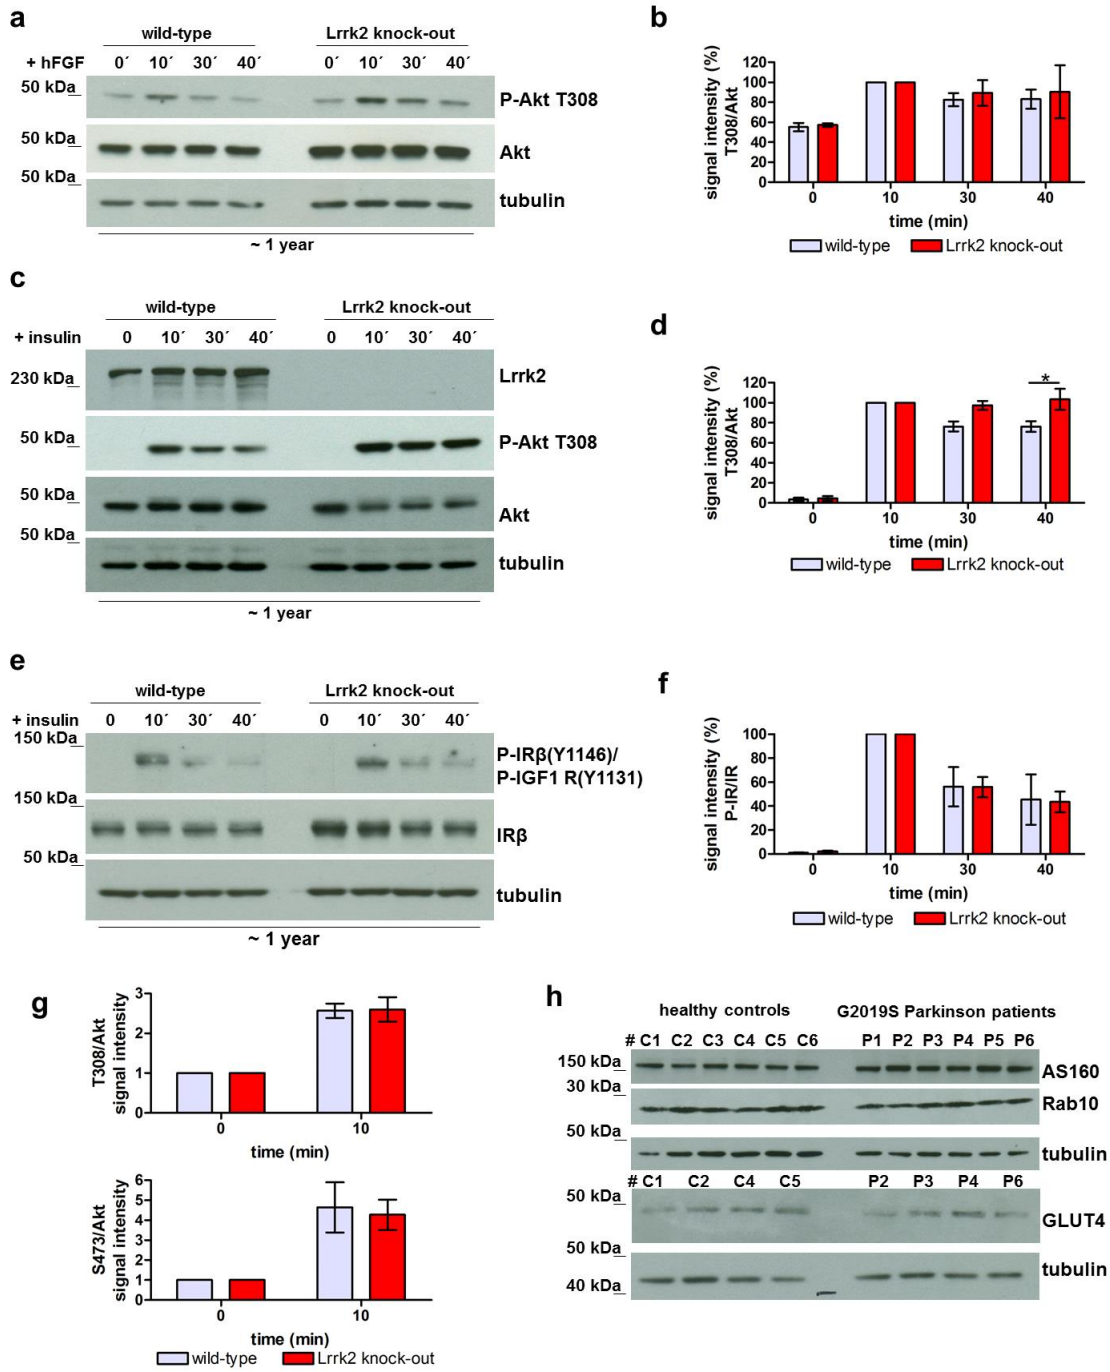 a
wild-type Lrrk2 knock-out
+ hFGF 0´ 10´ 30´ 40´ 0´ 10´ 30´ 40´
50 kDa
P-Akt T308
50 kDa
Akt
50 kDa
tubulin
~ 1 year
b
signal intensity (%)
T308/Akt
120
100
80
60
40
20
0
0 10 30 40
time (min)
wild-type Lrrk2 knock-out
c
wild-type Lrrk2 knock-out
+ insulin 0 10´ 30´ 40´ 0 10´ 30´ 40´
Lrrk2
230 kDa
50 kDa
P-Akt T308
50 kDa
Akt
50 kDa
tubulin
~ 1 year
d
signal intensity (%)
T308/Akt
120
100
80
60
40
20
0
*
0 10 30 40
time (min)
wild-type Lrrk2 knock-out
e
wild-type Lrrk2 knock-out
+ insulin 0 10´ 30´ 40´ 0 10´ 30´ 40´
150 kDa
P-IRβ(Y1146)/
P-IGF1 R(Y1131)
150 kDa
IRβ
50 kDa
tubulin
~ 1 year
f
signal intensity (%)
P-IR/IR
100
80
60
40
20
0
0 10 30 40
time (min)
wild-type Lrrk2 knock-out
g
T308/Akt
signal intensity
3
2
1
0
0 10
time (min)
S473/Akt
signal intensity
6
5
4
3
2
1
0
0 10
time (min)
wild-type Lrrk2 knock-out
h
healthy controls G2019S Parkinson patients
# C1 C2 C3 C4 C5 C6 P1 P2 P3 P4 P5 P6
150 kDa
AS160
30 kDa
Rab10
50 kDa
tubulin
# C1 C2 C4 C5 P2 P3 P4 P6
50 kDa
GLUT4
50 kDa
tubulin
40 kDa